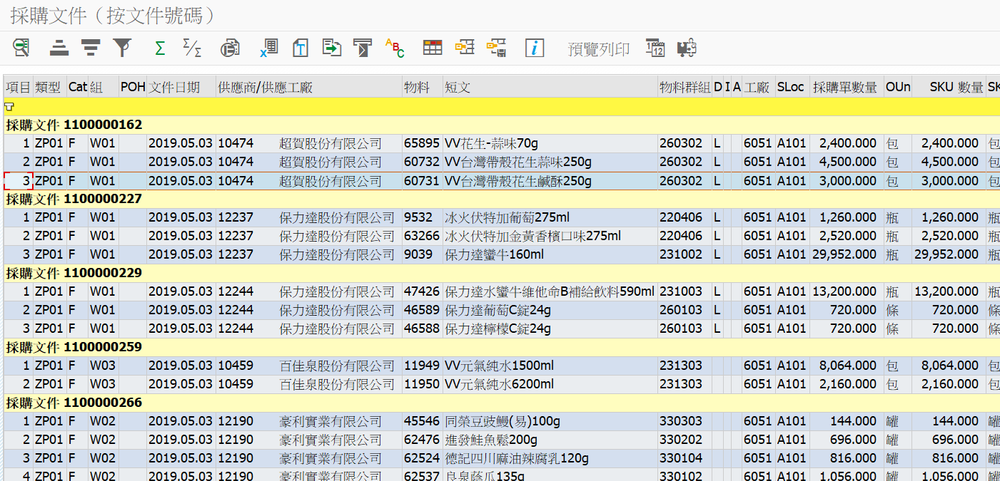 採購文件（按文件號碼）
預覽列印
項目 類型 Cat 組 POH 文件日期 供應商/供應工廠 物料 短文 物料群組 D I A 工廠 SLoc 採購單數量 OUn SKU 數量 SK
採購文件 1100000162
1 ZP01 F W01 2019.05.03 10474 超賀股份有限公司 65895 VV花生-蒜味70g 260302 L 6051 A101 2,400.000 包 2,400.000 包
2 ZP01 F W01 2019.05.03 10474 超賀股份有限公司 60732 VV台灣帶殼花生蒜味250g 260302 L 6051 A101 4,500.000 包 4,500.000 包
3 ZP01 F W01 2019.05.03 10474 超賀股份有限公司 60731 VV台灣帶殼花生鹹酥250g 260302 L 6051 A101 3,000.000 包 3,000.000 包
採購文件 1100000227
1 ZP01 F W01 2019.05.03 12237 保力達股份有限公司 9532 冰火伏特加葡萄275ml 220406 L 6051 A101 1,260.000 瓶 1,260.000 瓶
2 ZP01 F W01 2019.05.03 12237 保力達股份有限公司 63266 冰火伏特加金黃香檳口味275ml 220406 L 6051 A101 2,520.000 瓶 2,520.000 瓶
3 ZP01 F W01 2019.05.03 12237 保力達股份有限公司 9039 保力達蠻牛160ml 231002 L 6051 A101 29,952.000 瓶 29,952.000 瓶
採購文件 1100000229
1 ZP01 F W01 2019.05.03 12244 保力達股份有限公司 47426 保力達水蠻牛維他命B補給飲料590ml 231003 L 6051 A101 13,200.000 瓶 13,200.000 瓶
2 ZP01 F W01 2019.05.03 12244 保力達股份有限公司 46589 保力達葡萄C錠24g 260103 L 6051 A101 720.000 條 720.000 條
3 ZP01 F W01 2019.05.03 12244 保力達股份有限公司 46588 保力達檸檬C錠24g 260103 L 6051 A101 720.000 條 720.000 條
採購文件 1100000259
1 ZP01 F W03 2019.05.03 10459 百佳泉股份有限公司 11949 VV元氣純水1500ml 231303 6051 A101 8,064.000 包 8,064.000 包
2 ZP01 F W03 2019.05.03 10459 百佳泉股份有限公司 11950 VV元氣純水6200ml 231303 6051 A101 2,160.000 包 2,160.000 包
採購文件 1100000266
1 ZP01 F W02 2019.05.03 12190 豪利實業有限公司 45546 同榮豆豉鰻(易)100g 330303 6051 A101 144.000 罐 144.000 罐
2 ZP01 F W02 2019.05.03 12190 豪利實業有限公司 62476 進發鮭魚鬆200g 330202 6051 A101 696.000 罐 696.000 罐
3 ZP01 F W02 2019.05.03 12190 豪利實業有限公司 62524 德記四川麻油辣腐乳120g 330104 6051 A101 816.000 罐 816.000 罐
4 ZP01 F W02 2019.05.03 12190 豪利實業有限公司 62537 良泉蔭瓜135g 330102 6051 A101 1,056.000 罐 1,056.000 罐